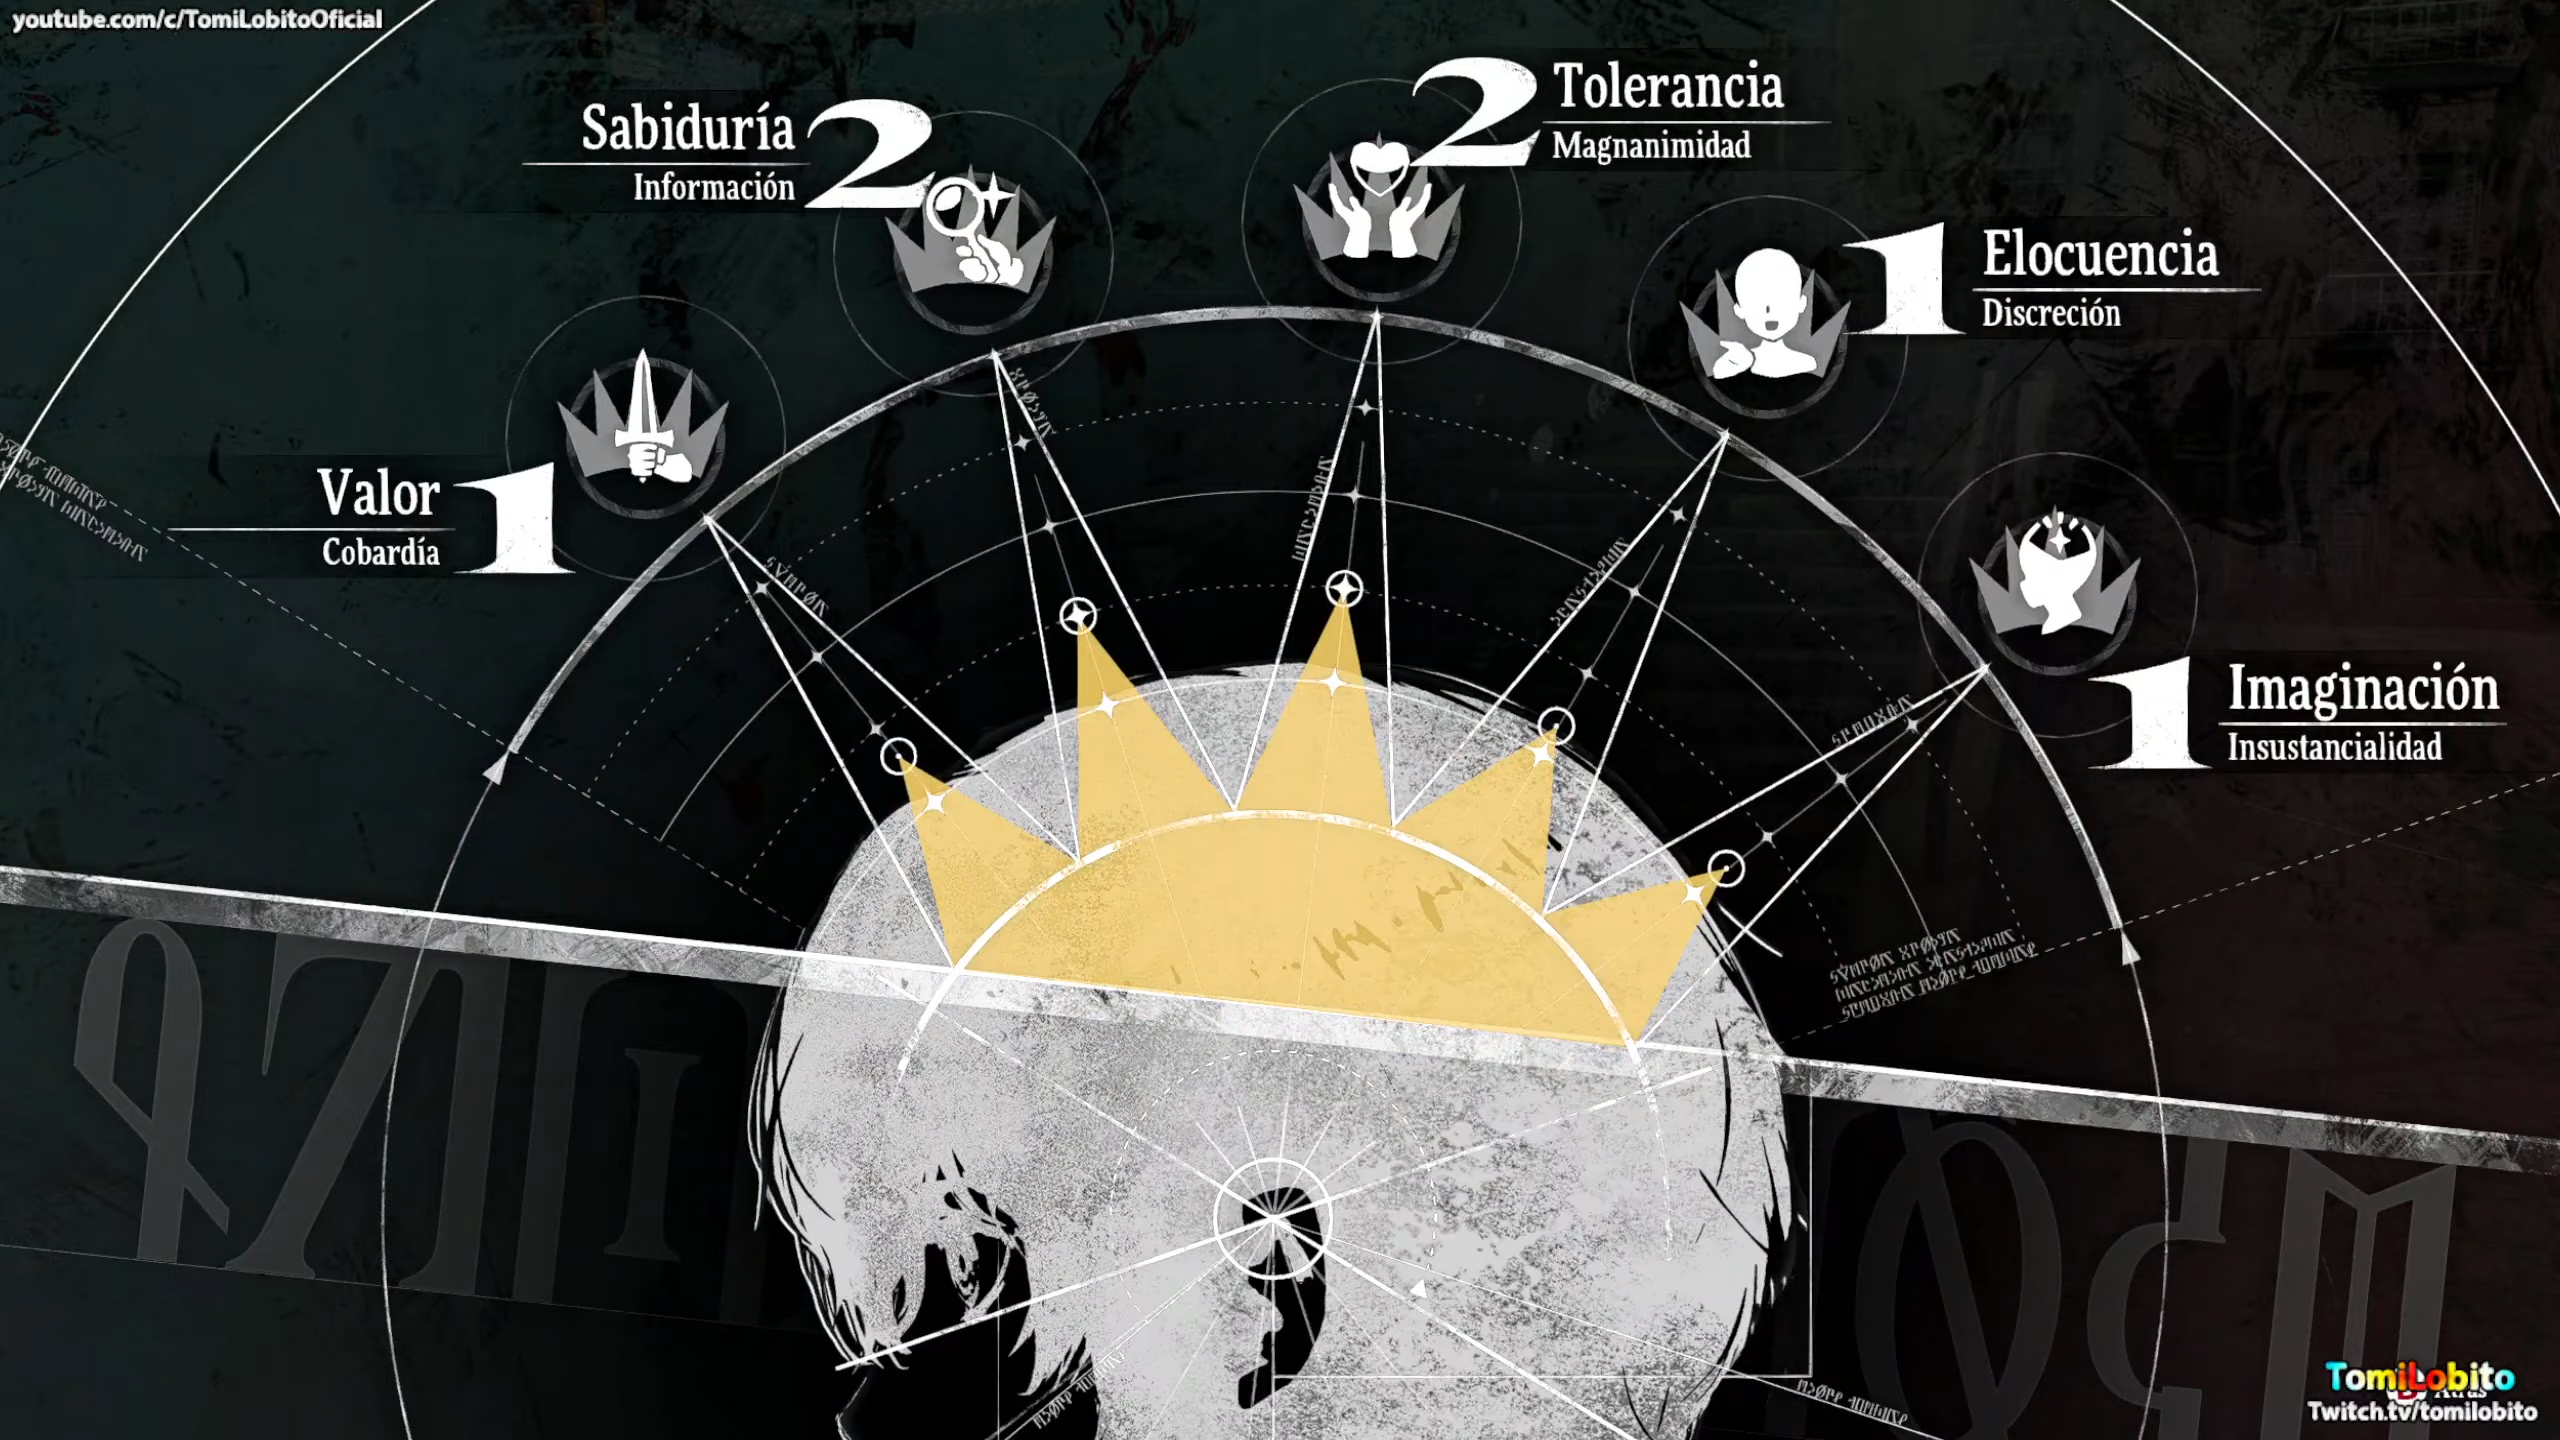 youtube.com/c/TomiLobitoOficial
2 Tolerancia
Magnanimidad
Sabiduría 2
Información
1 Elocuencia
Discreción
Valor 1
Cobardía
1 Imaginación
Insustancialidad
TomiLobito
Atrás
Twitch.tv/tomilobito